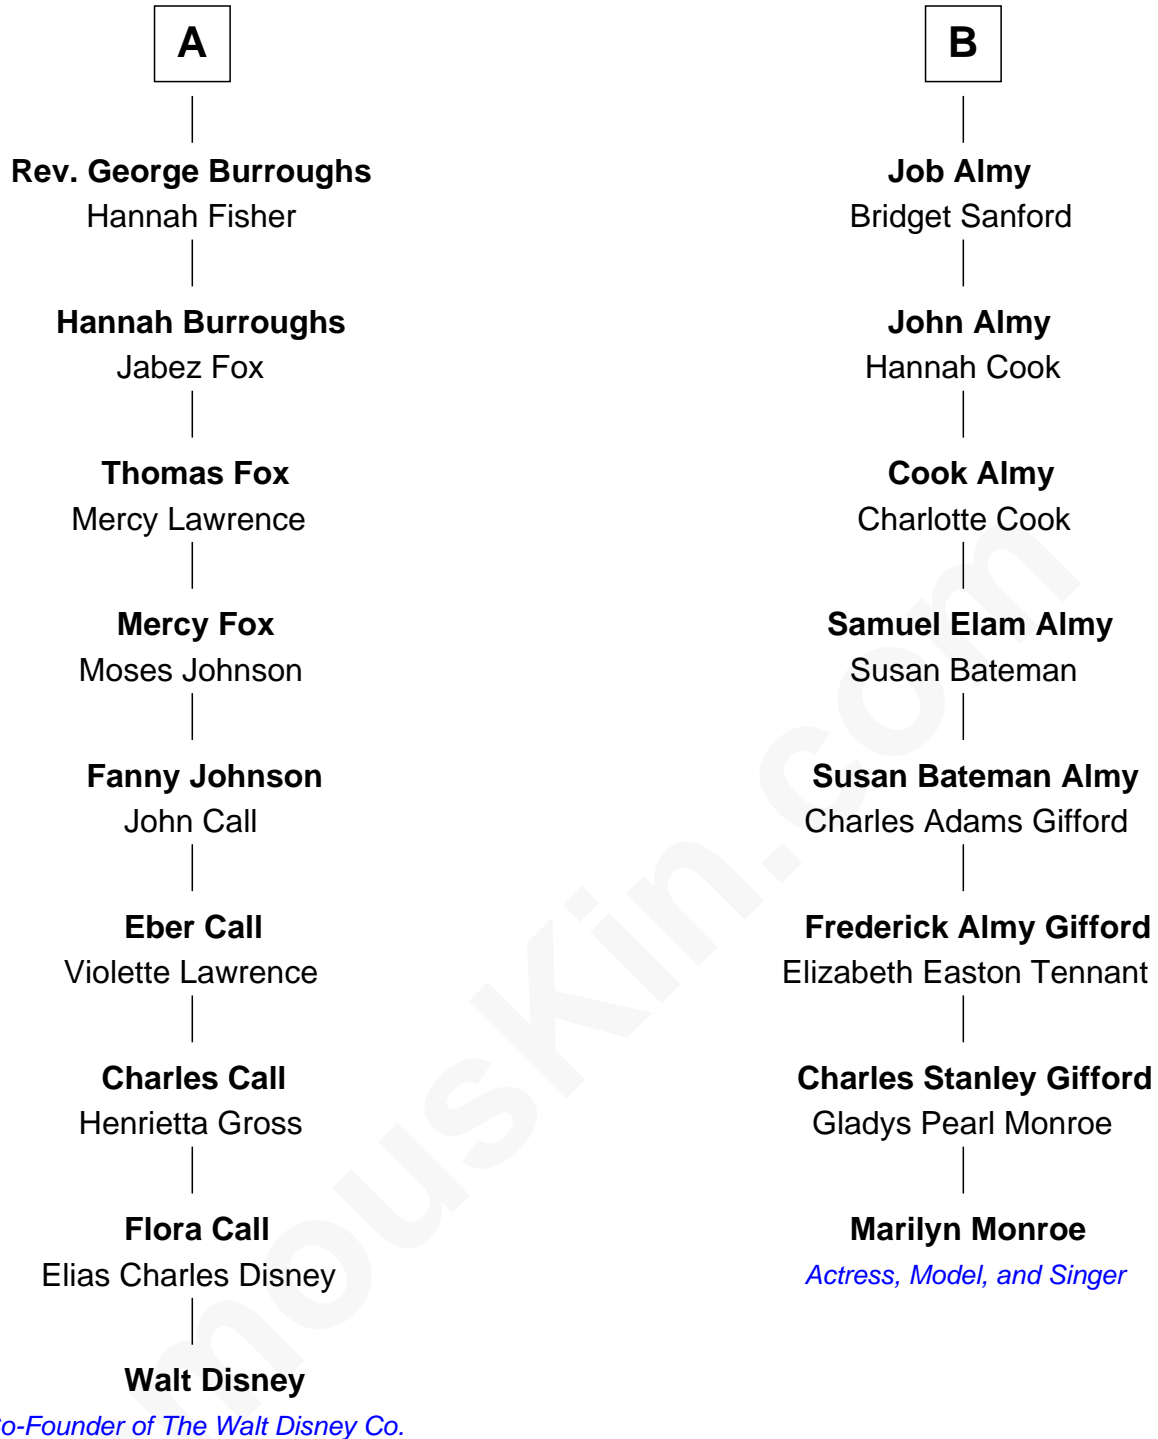 A
Rev. George Burroughs
Hannah Fisher
Hannah Burroughs
Jabez Fox
Thomas Fox
Mercy Lawrence
Mercy Fox
Moses Johnson
Fanny Johnson
John Call
Eber Call
Violette Lawrence
Charles Call
Henrietta Gross
Flora Call
Elias Charles Disney
Walt Disney
o-Founder of The Walt Disney Co.
B
Job Almy
Bridget Sanford
John Almy
Hannah Cook
Cook Almy
Charlotte Cook
Samuel Elam Almy
Susan Bateman
Susan Bateman Almy
Charles Adams Gifford
Frederick Almy Gifford
Elizabeth Easton Tennant
Charles Stanley Gifford
Gladys Pearl Monroe
Marilyn Monroe
Actress, Model, and Singer
mousKin.com